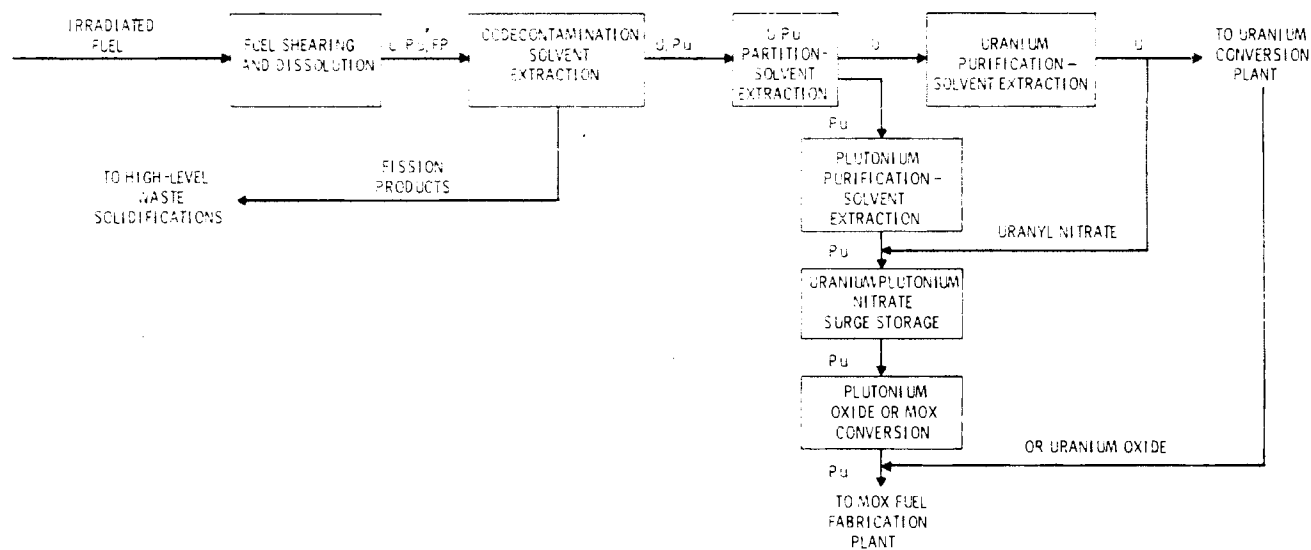 IRRADIATED
FUEL
FUEL SHEARING
AND DISSOLUTION
U, Pu, FP
CODECONTAMINATION
SOLVENT
EXTRACTION
U, Pu
U Pu
PARTITION-
SOLVENT
EXTRACTION
U
URANIUM
PURIFICATION-
SOLVENT EXTRACTION
U
TO URANIUM
CONVERSION
PLANT
FISSION
PRODUCTS
TO HIGH-LEVEL
WASTE
SOLIDIFICATIONS
Pu
PLUTONIUM
PURIFICATION-
SOLVENT
EXTRACTION
Pu
URANYL NITRATE
URANIUM-PLUTONIUM
NITRATE
SURGE STORAGE
Pu
PLUTONIUM
OXIDE OR MOX
CONVERSION
Pu
OR URANIUM OXIDE
TO MOX FUEL
FABRICATION
PLANT